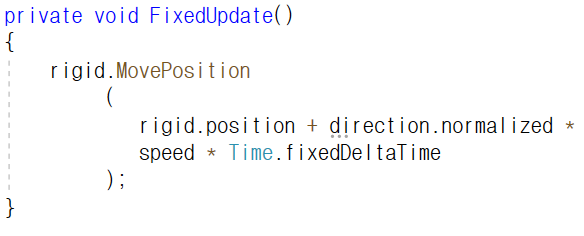 private void FixedUpdate()
{
rigid.MovePosition
(
rigid.position + direction.normalized *
speed * Time.fixedDeltaTime
);
}